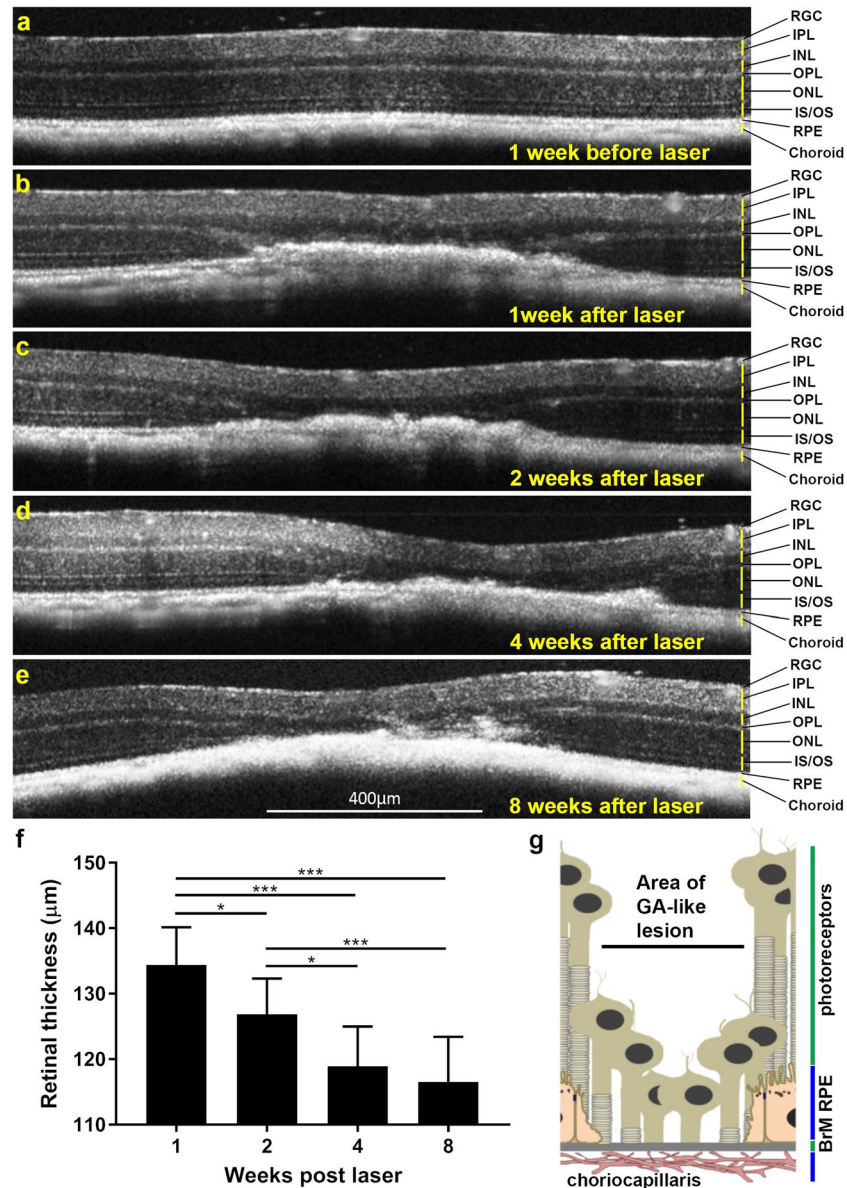 a
RGC
IPL
INL
OPL
ONL
IS/OS
RPE
Choroid
1 week before laser
b
RGC
IPL
INL
OPL
ONL
IS/OS
RPE
Choroid
1week after laser
c
RGC
IPL
INL
OPL
ONL
IS/OS
RPE
Choroid
2 weeks after laser
d
RGC
IPL
INL
OPL
ONL
IS/OS
RPE
Choroid
4 weeks after laser
e
RGC
IPL
INL
OPL
ONL
IS/OS
RPE
Choroid
400µm
8 weeks after laser
f
Retinal thickness (µm)
150
140
130
120
110
***
***
*
***
*
1 2 4 8
Weeks post laser
g
Area of
GA-like
lesion
photoreceptors
BrM RPE
choriocapillaris